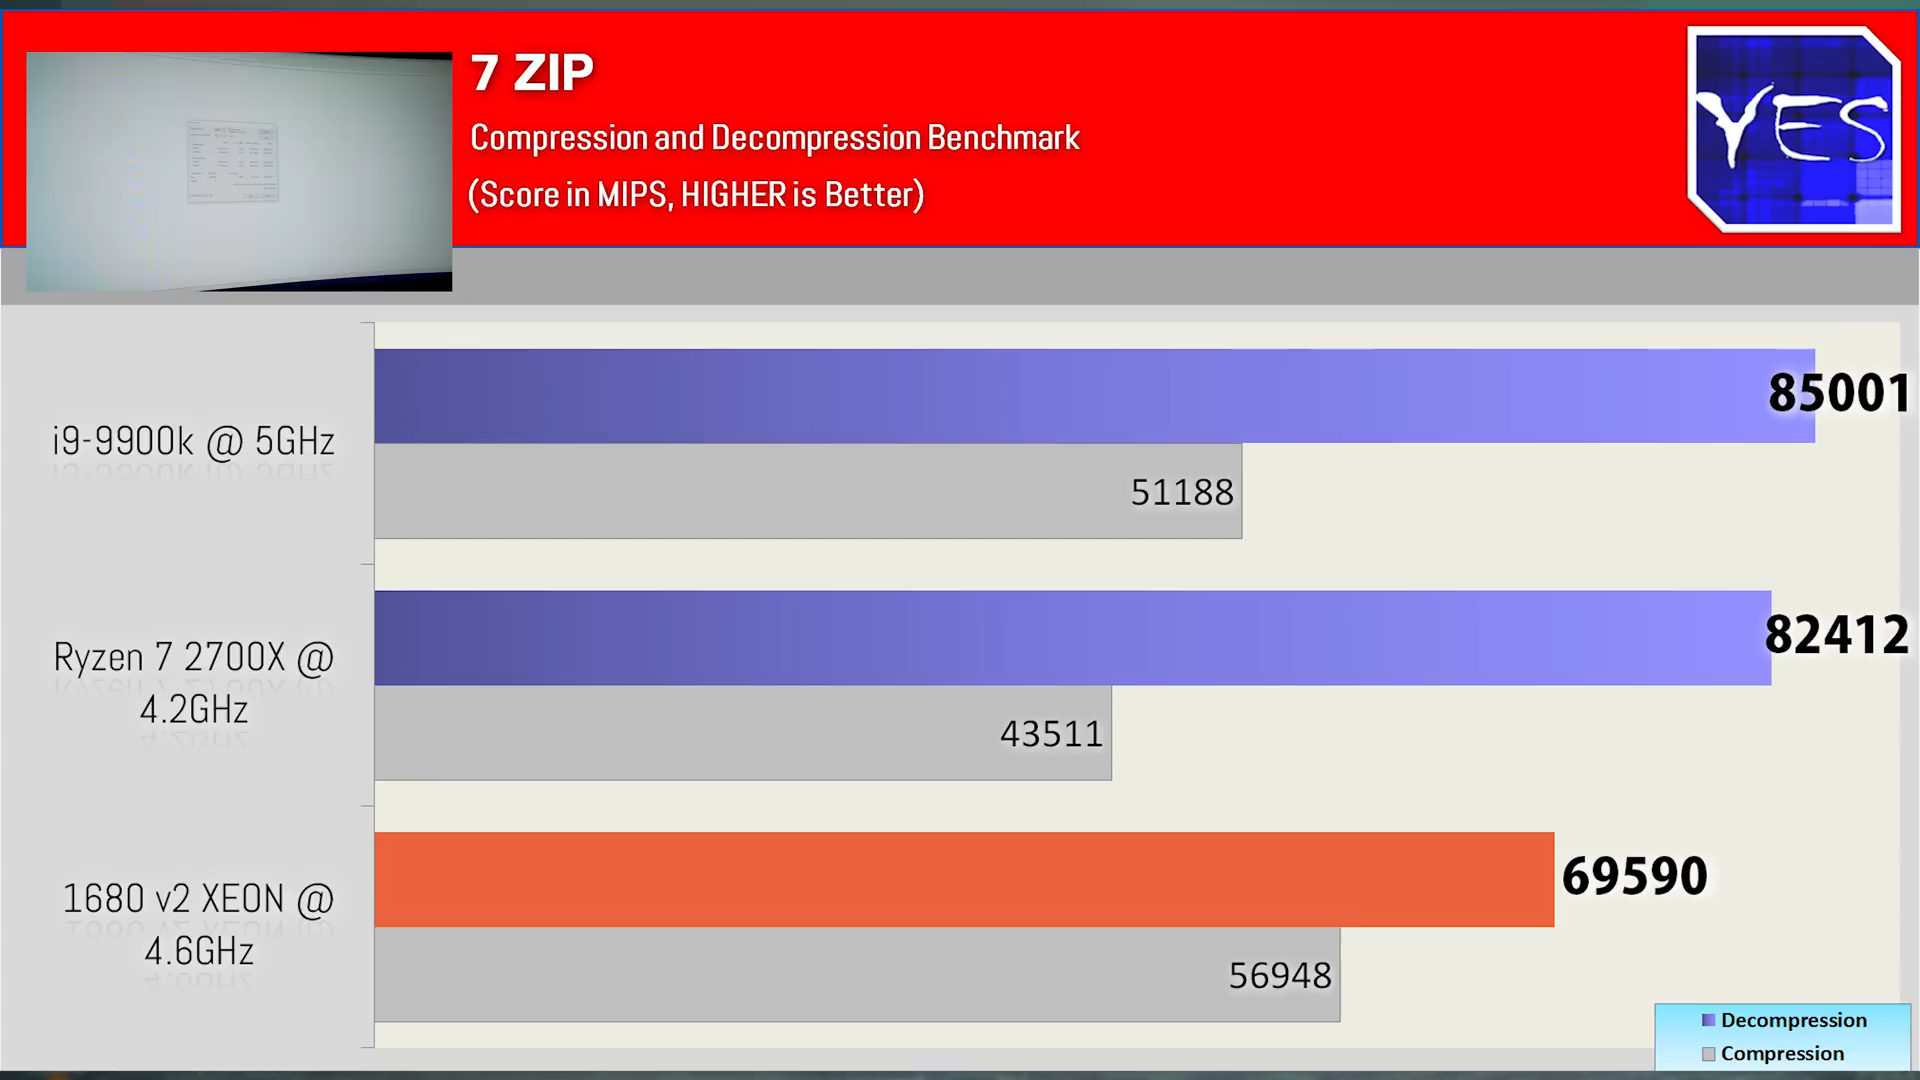 7 ZIP
Compression and Decompression Benchmark
(Score in MIPS, HIGHER is Better)
YES
i9-9900k @ 5GHz
85001
51188
Ryzen 7 2700X @
4.2GHz
82412
43511
1680 v2 XEON @
4.6GHz
69590
56948
Decompression
Compression